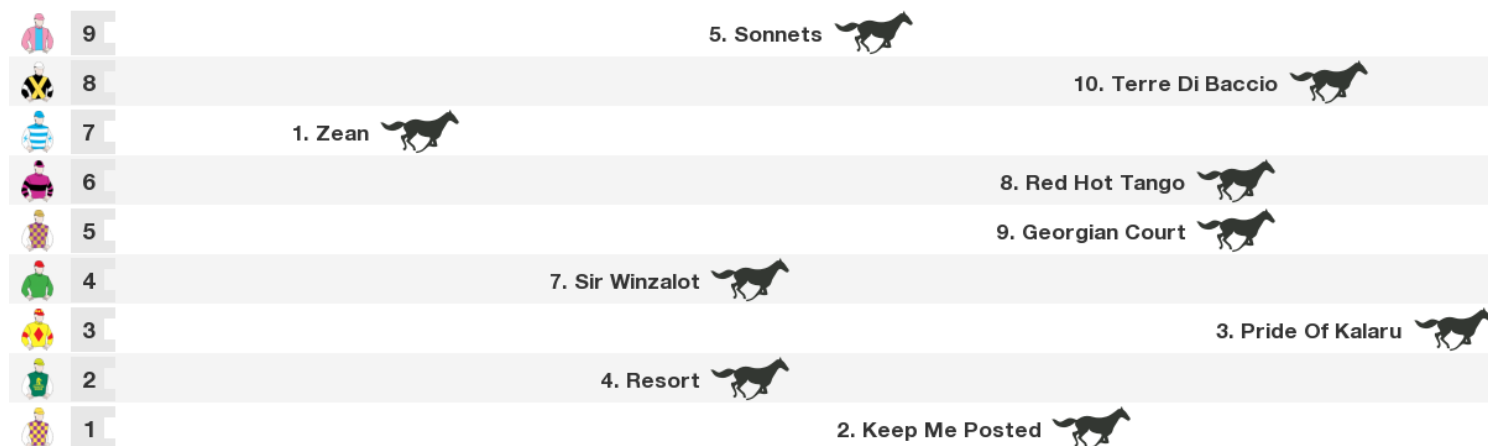 9 5. Sonnets
8 10. Terre Di Baccio
7 1. Zean
6 8. Red Hot Tango
5 9. Georgian Court
4 7. Sir Winzalot
3 3. Pride Of Kalaru
2 4. Resort
1 2. Keep Me Posted